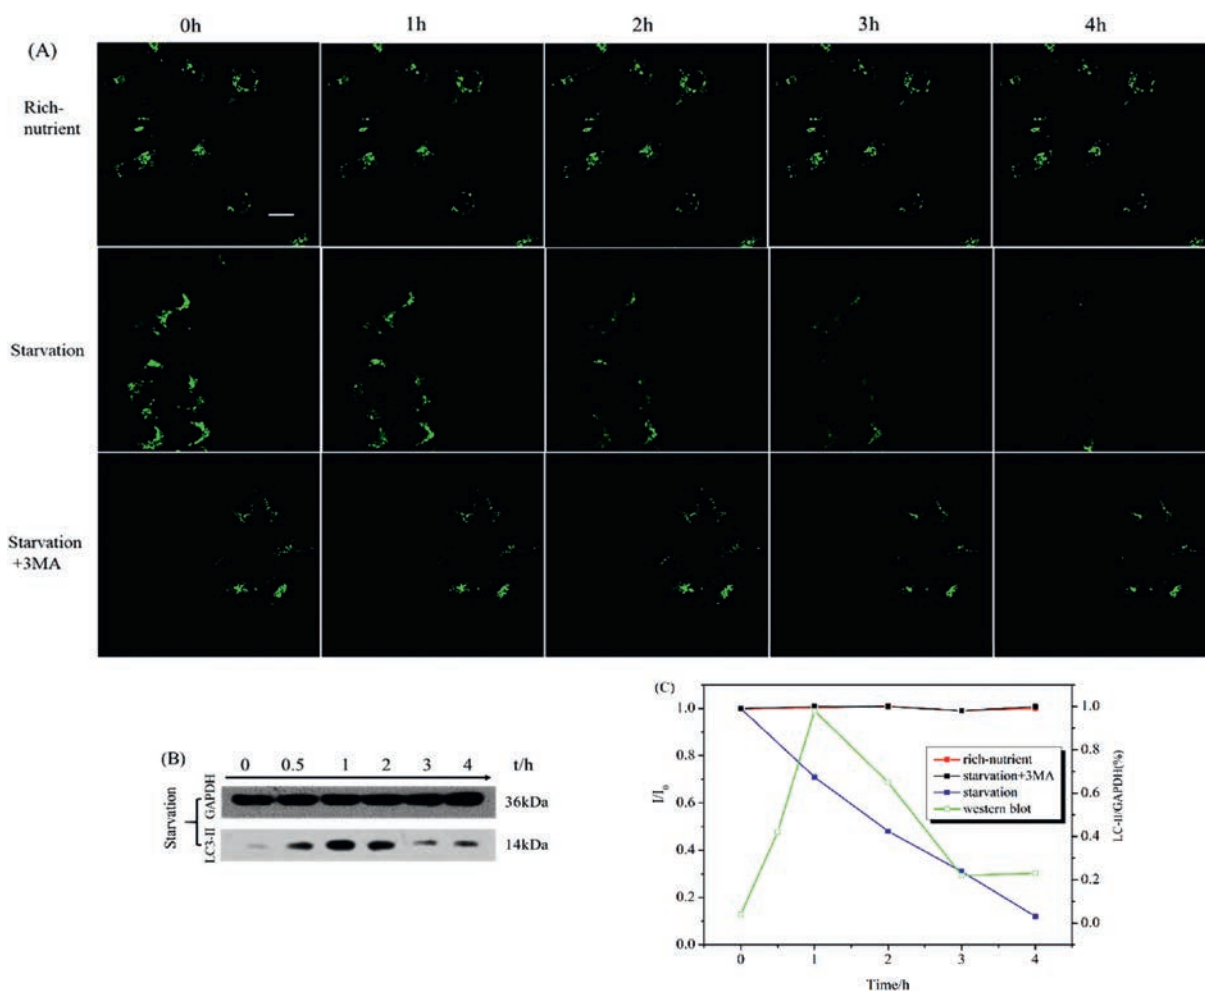 0h 1h 2h 3h 4h
(A)
Rich-
nutrient
Starvation
Starvation
+3MA
(B)
0 0.5 1 2 3 4 t/h
Starvation
GAPDH
36kDa
LC3-II
14kDa
(C)
1.0
0.8
0.6
0.4
0.2
0.0
I/I0
1.0
0.8
0.6
0.4
0.2
0.0
LC-II/GAPDH(%)
rich-nutrient
starvation+3MA
starvation
western blot
0 1 2 3 4
Time/h